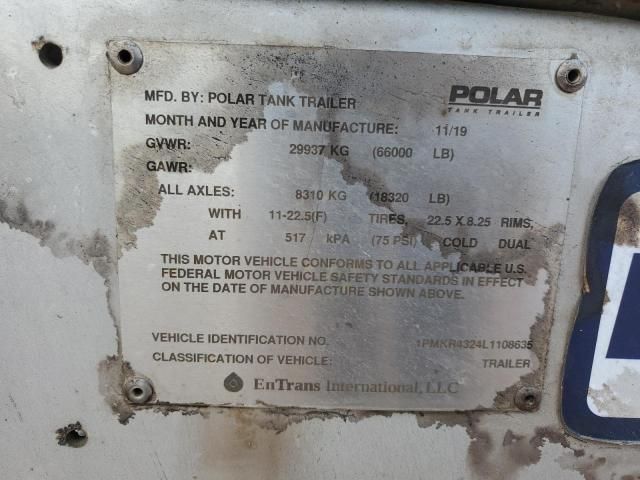 MFD. BY: POLAR TANK TRAILER
POLAR
TANK TRAILER
MONTH AND YEAR OF MANUFACTURE: 11/19
GVWR: 29937 KG (66000 LB)
GAWR:
ALL AXLES: 8310 KG (18320 LB)
WITH 11-22.5(F) TIRES, 22.5 X 8.25 RIMS,
AT 517 kPA (75 PSI) COLD DUAL
THIS MOTOR VEHICLE CONFORMS TO ALL APPLICABLE U.S.
FEDERAL MOTOR VEHICLE SAFETY STANDARDS IN EFFECT
ON THE DATE OF MANUFACTURE SHOWN ABOVE.
VEHICLE IDENTIFICATION NO. 1PMKR4324L1108635
CLASSIFICATION OF VEHICLE: TRAILER
EnTrans International, LLC